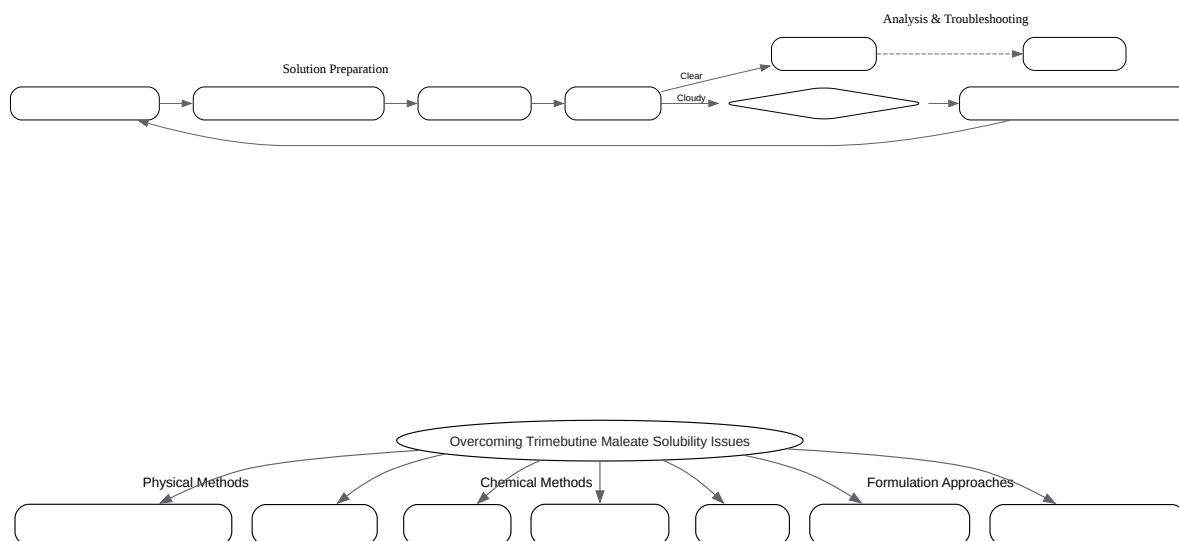 Analysis & Troubleshooting
Solution Preparation
Clear
Cloudy
Overcoming Trimebutine Maleate Solubility Issues
Physical Methods
Chemical Methods
Formulation Approaches